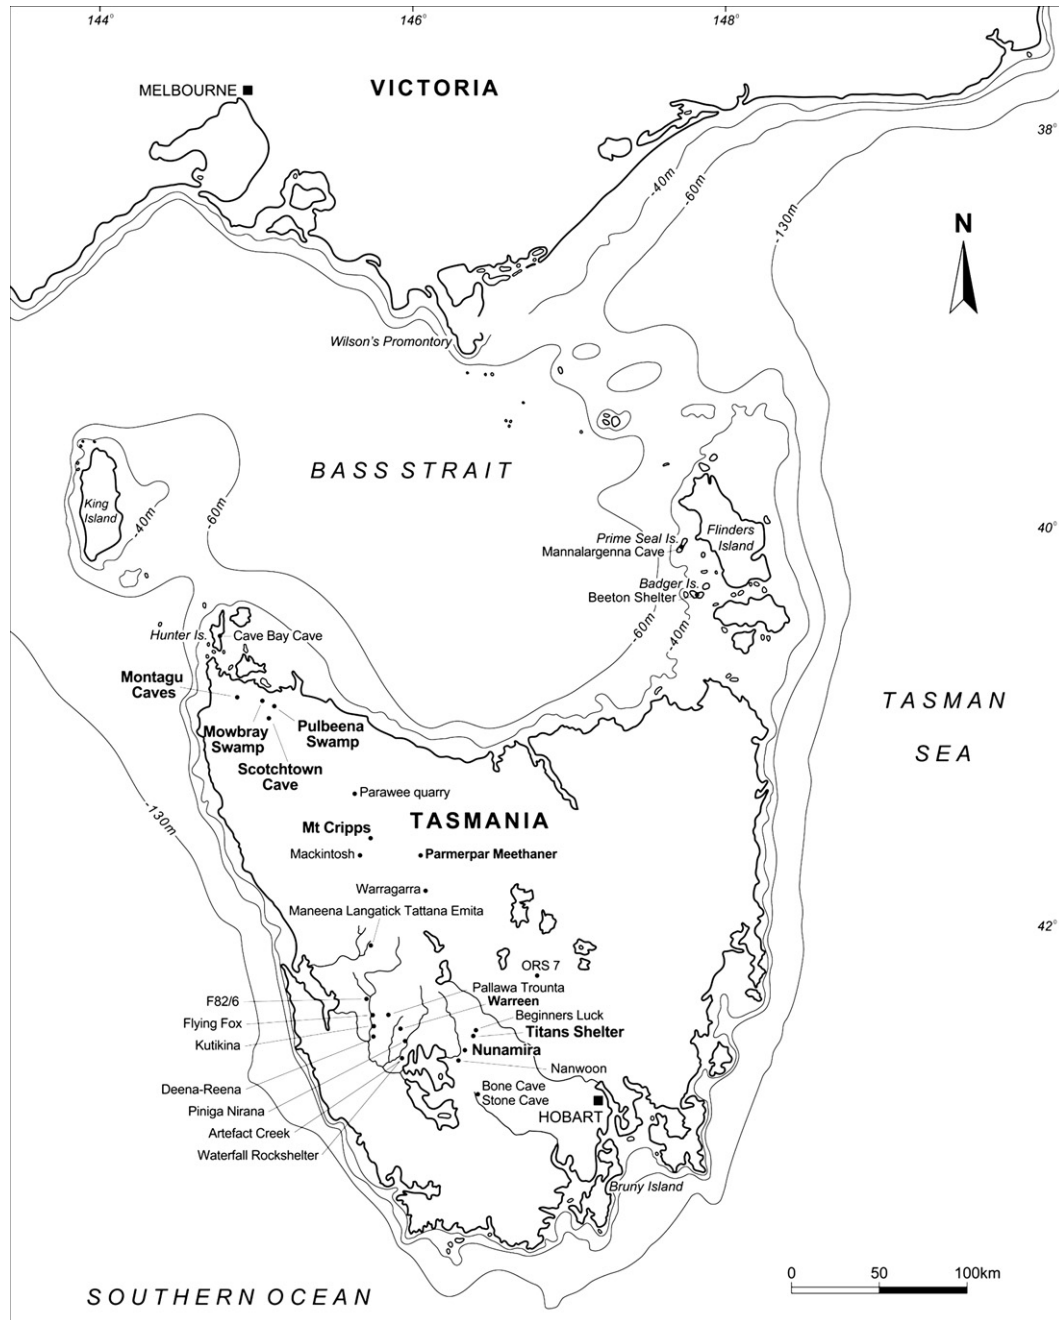 144°
146°
148°
MELBOURNE
VICTORIA
38°
-40m
-60m
-130m
N
Wilson's Promontory
BASS STRAIT
King
Island
-40m
-60m
Flinders
Island
40°
Prime Seal Is.
Mannalargenna Cave
Badger Is.
Beeton Shelter
-60m
-40m
Hunter Is.
Cave Bay Cave
Montagu
Caves
Mowbray
Swamp
Pulbeena
Swamp
Scotchtown
Cave
TASMAN
SEA
-130m
Parawee quarry
TASMANIA
Mt Cripps
Mackintosh
Parmerpar Meethaner
Warragarra
Maneena Langatick Tattana Emita
42°
ORS 7
F82/6
Pallawa Trounta
Warreen
Flying Fox
Beginners Luck
Kutikina
Titans Shelter
Nunamira
Nanwoon
Deena-Reena
Bone Cave
Stone Cave
Piniga Nirana
HOBART
Artefact Creek
Waterfall Rockshelter
Bruny Island
0 50 100km
SOUTHERN OCEAN